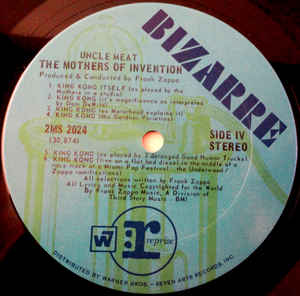 BIZARRE
UNCLE MEAT
THE MOTHERS OF INVENTION
Produced & Conducted by Frank Zappa
1. KING KONG ITSELF (as played by the
Mothers in a studio)
2. KING KONG (it's magnificence as interpreted
by Dom DeWild)
3. KING KONG (as Motorhead explains it)
4. KING KONG (the Gardner Varieties)
2MS 2024
(30,874)
SIDE IV
STEREO
5. KING KONG (as played by 3 deranged Good Humor Trucks)
6. KING KONG (live on a flat bed diesel in the middle of a
race track at a Miami Pop Festival... the Underwood
ramifications)
All selections written by Frank Zappa
All Lyrics and Music Copyrighted for the World
By Frank Zappa Music, A Division of
Third Story Music - BMI
W7
r:
reprise
DISTRIBUTED BY WARNER BROS. - SEVEN ARTS RECORDS INC.